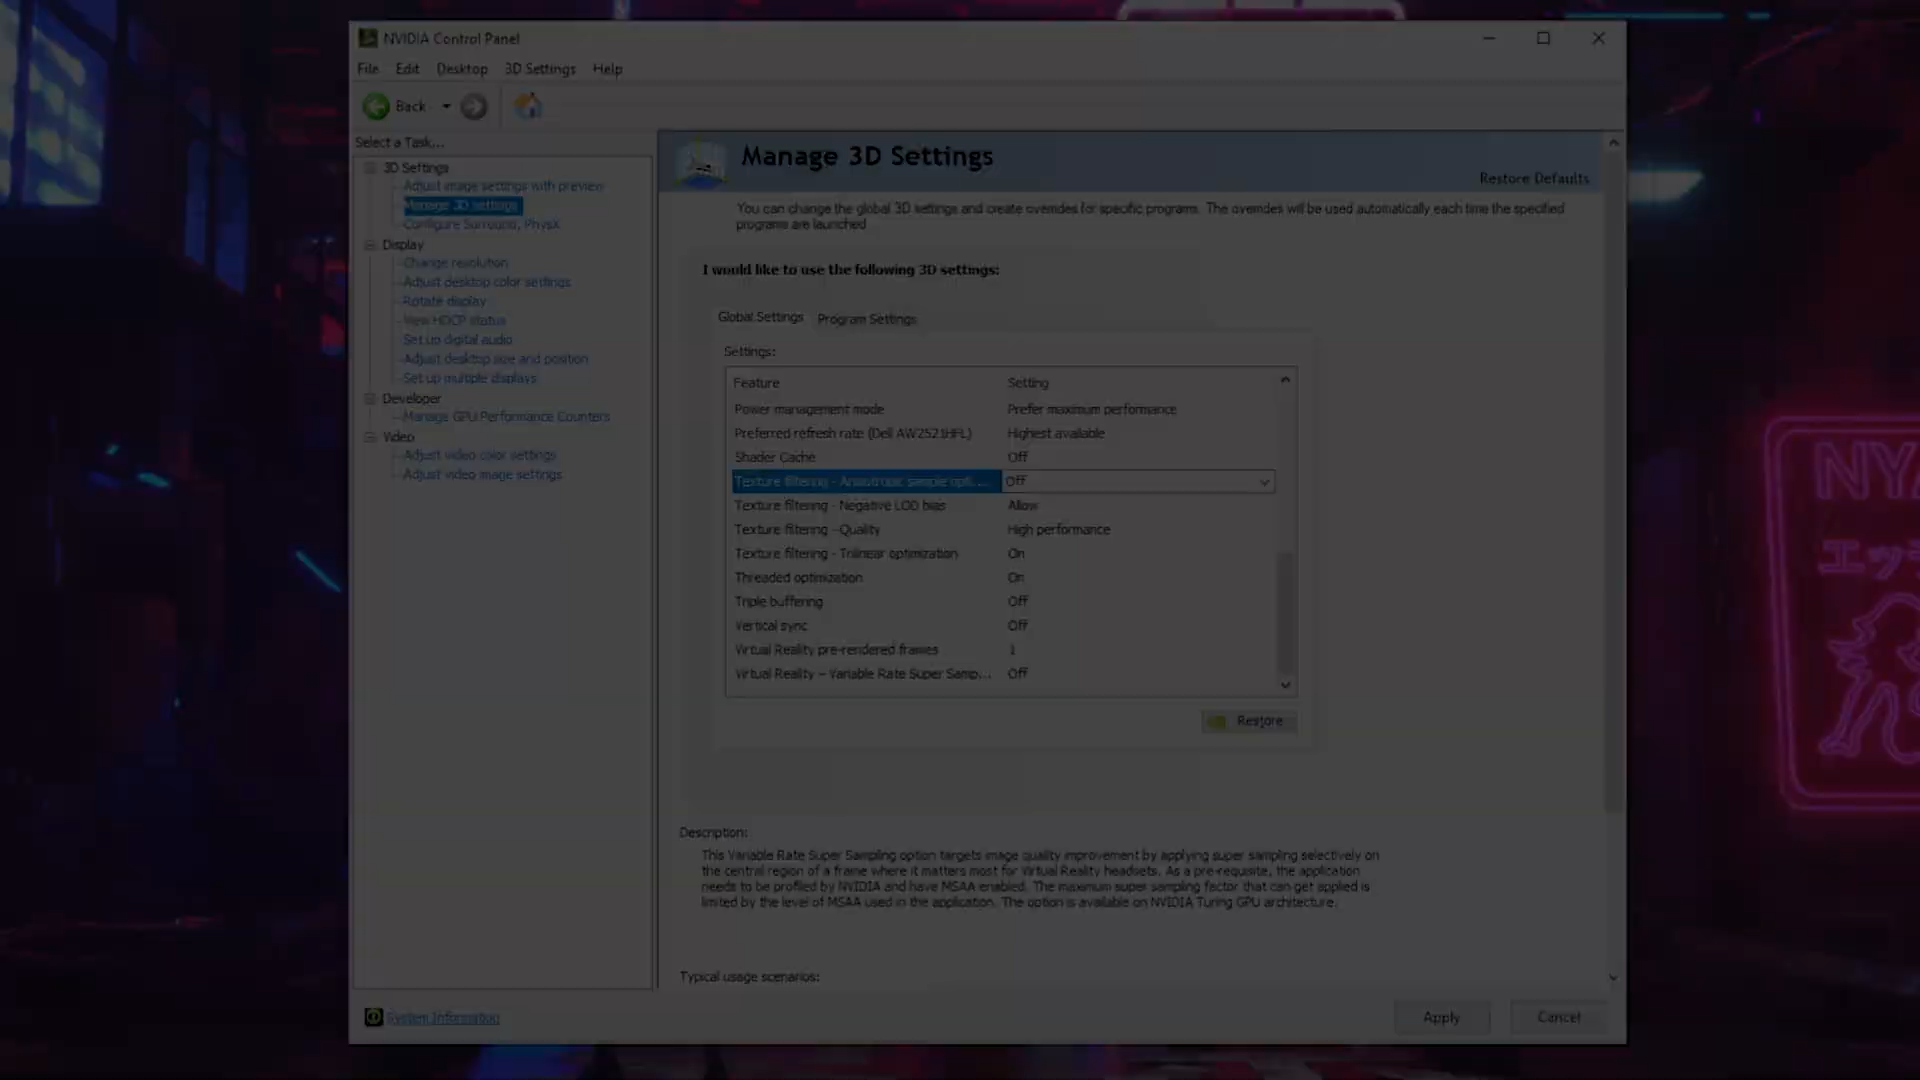 NVIDIA Control Panel
File Edit Desktop 3D Settings Help
Back
Select a Task...
3D Settings
Adjust image settings with preview
Manage 3D settings
Configure Surround, PhysX
Display
Change resolution
Adjust desktop color settings
Rotate display
View HDCP status
Set up digital audio
Adjust desktop size and position
Set up multiple displays
Developer
Manage GPU Performance Counters
Video
Adjust video color settings
Adjust video image settings
System Information
Manage 3D Settings
Restore Defaults
You can change the global 3D settings and create overrides for specific programs. The overrides will be used automatically each time the specified
programs are launched
I would like to use the following 3D settings:
Global Settings Program Settings
Settings:
Feature Setting
Power management mode Prefer maximum performance
Preferred refresh rate (Dell AW2521HFL) Highest available
Shader Cache Off
Texture filtering - Anisotropic sample opti... Off
Texture filtering - Negative LOD bias Allow
Texture filtering - Quality High performance
Texture filtering - Trilinear optimization On
Threaded optimization On
Triple buffering Off
Vertical sync Off
Virtual Reality pre-rendered frames 1
Virtual Reality – Variable Rate Super Samp... Off
Restore
Description:
This Variable Rate Super Sampling option targets image quality improvement by applying super sampling selectively on
the central region of a frame where it matters most for Virtual Reality headsets. As a pre-requisite, the application
needs to be profiled by NVIDIA and have MSAA enabled. The maximum super sampling factor that can get applied is
limited by the level of MSAA used in the application. The option is available on NVIDIA Turing GPU architecture.
Typical usage scenarios:
Apply Cancel